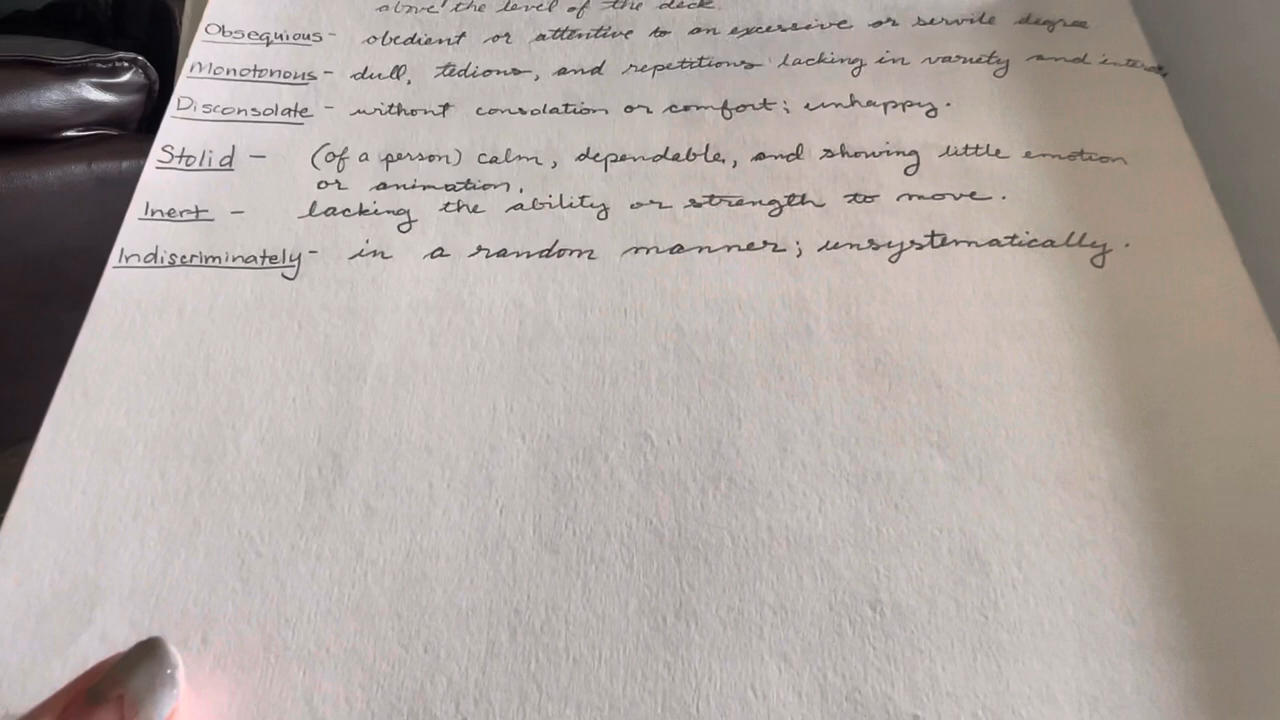 above the level of the deck
Obsequious - obedient or attentive to an excessive or servile degree
Monotonous - dull, tedious, and repetitious lacking in variety and
Disconsolate - without consolation or comfort; unhappy.
Stolid - (of a person) calm, dependable, and showing little emotion
or animation.
Inert - lacking the ability or strength to move.
Indiscriminately - in a random manner; unsystematically.